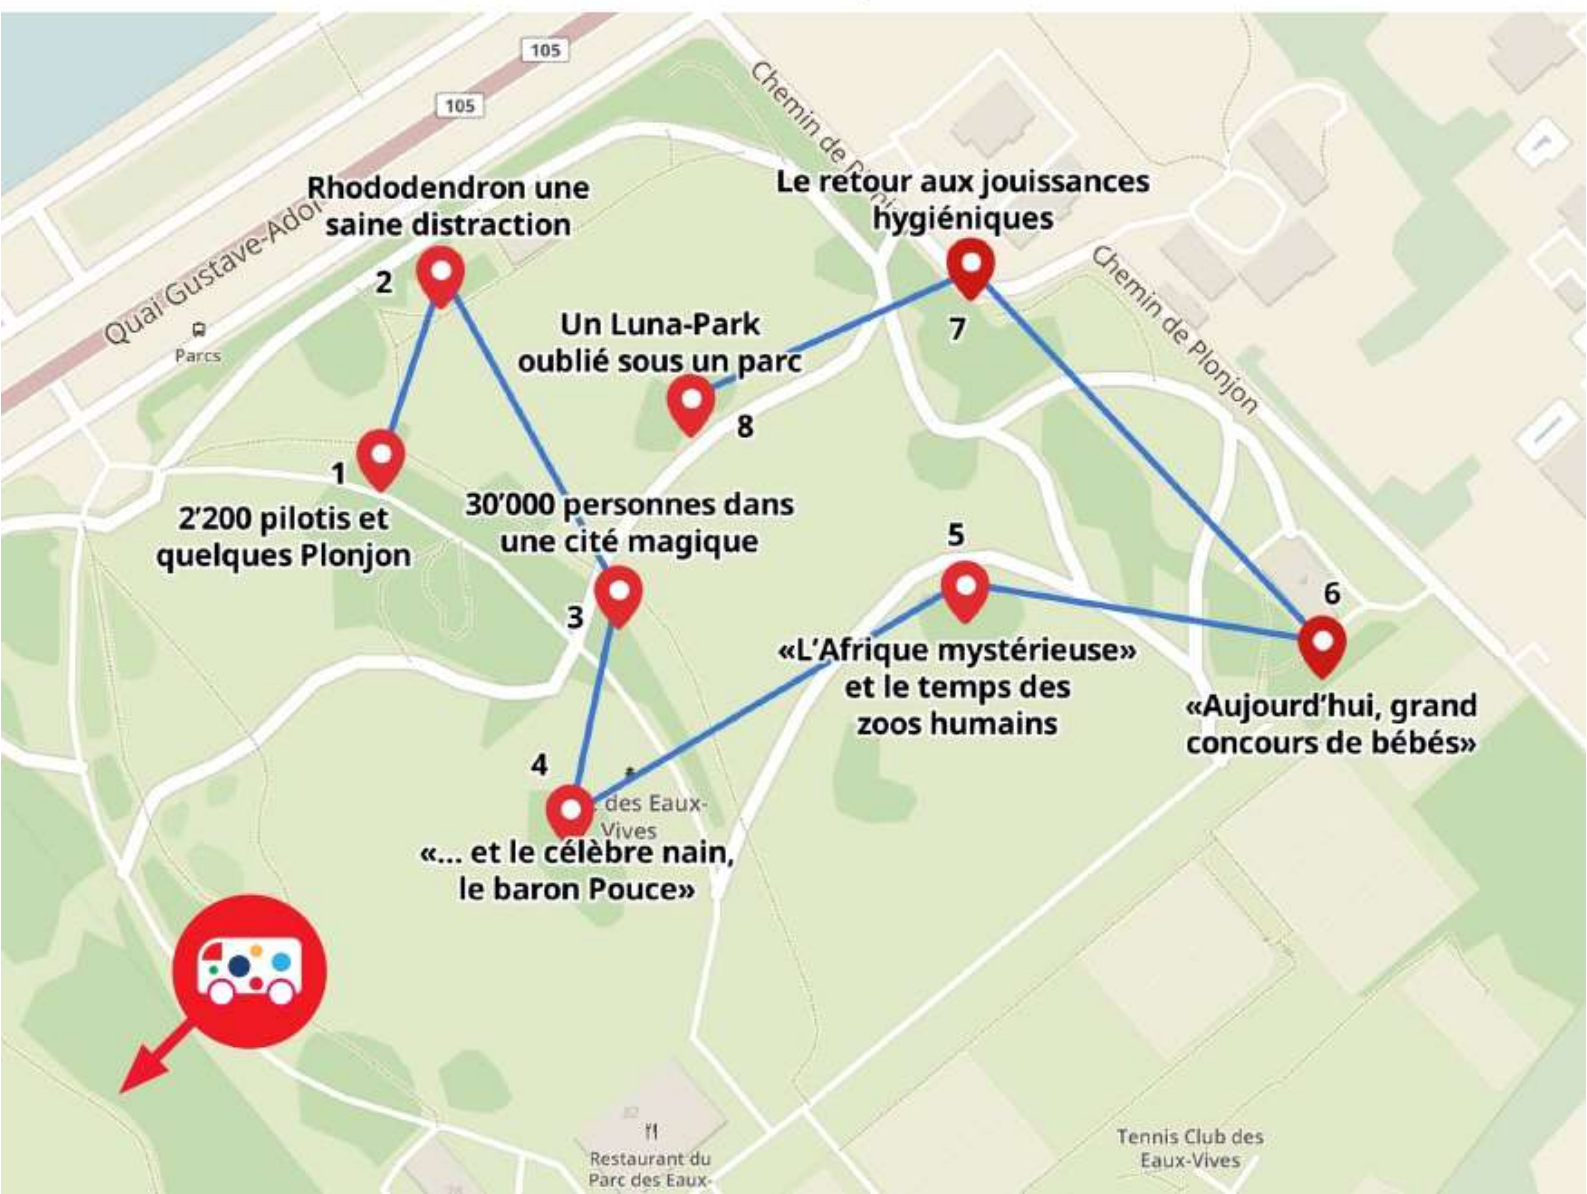 105
105
Chemin de
Rhododendron une
saine distraction
Le retour aux jouissances
hygiéniques
2
Quai Gustave-Ado
7
Chemin de Plonjon
Parcs
Un Luna-Park
oublié sous un parc
8
1
2'200 pilotis et
quelques Plonjon
30'000 personnes dans
une cité magique
3
5
6
«L'Afrique mystérieuse»
et le temps des
zoos humains
«Aujourd'hui, grand
concours de bébés»
4
des Eaux-
Vives
«... et le célèbre nain,
le baron Pouce»
82
Restaurant du
Parc des Eaux-
Tennis Club des
Eaux-Vives